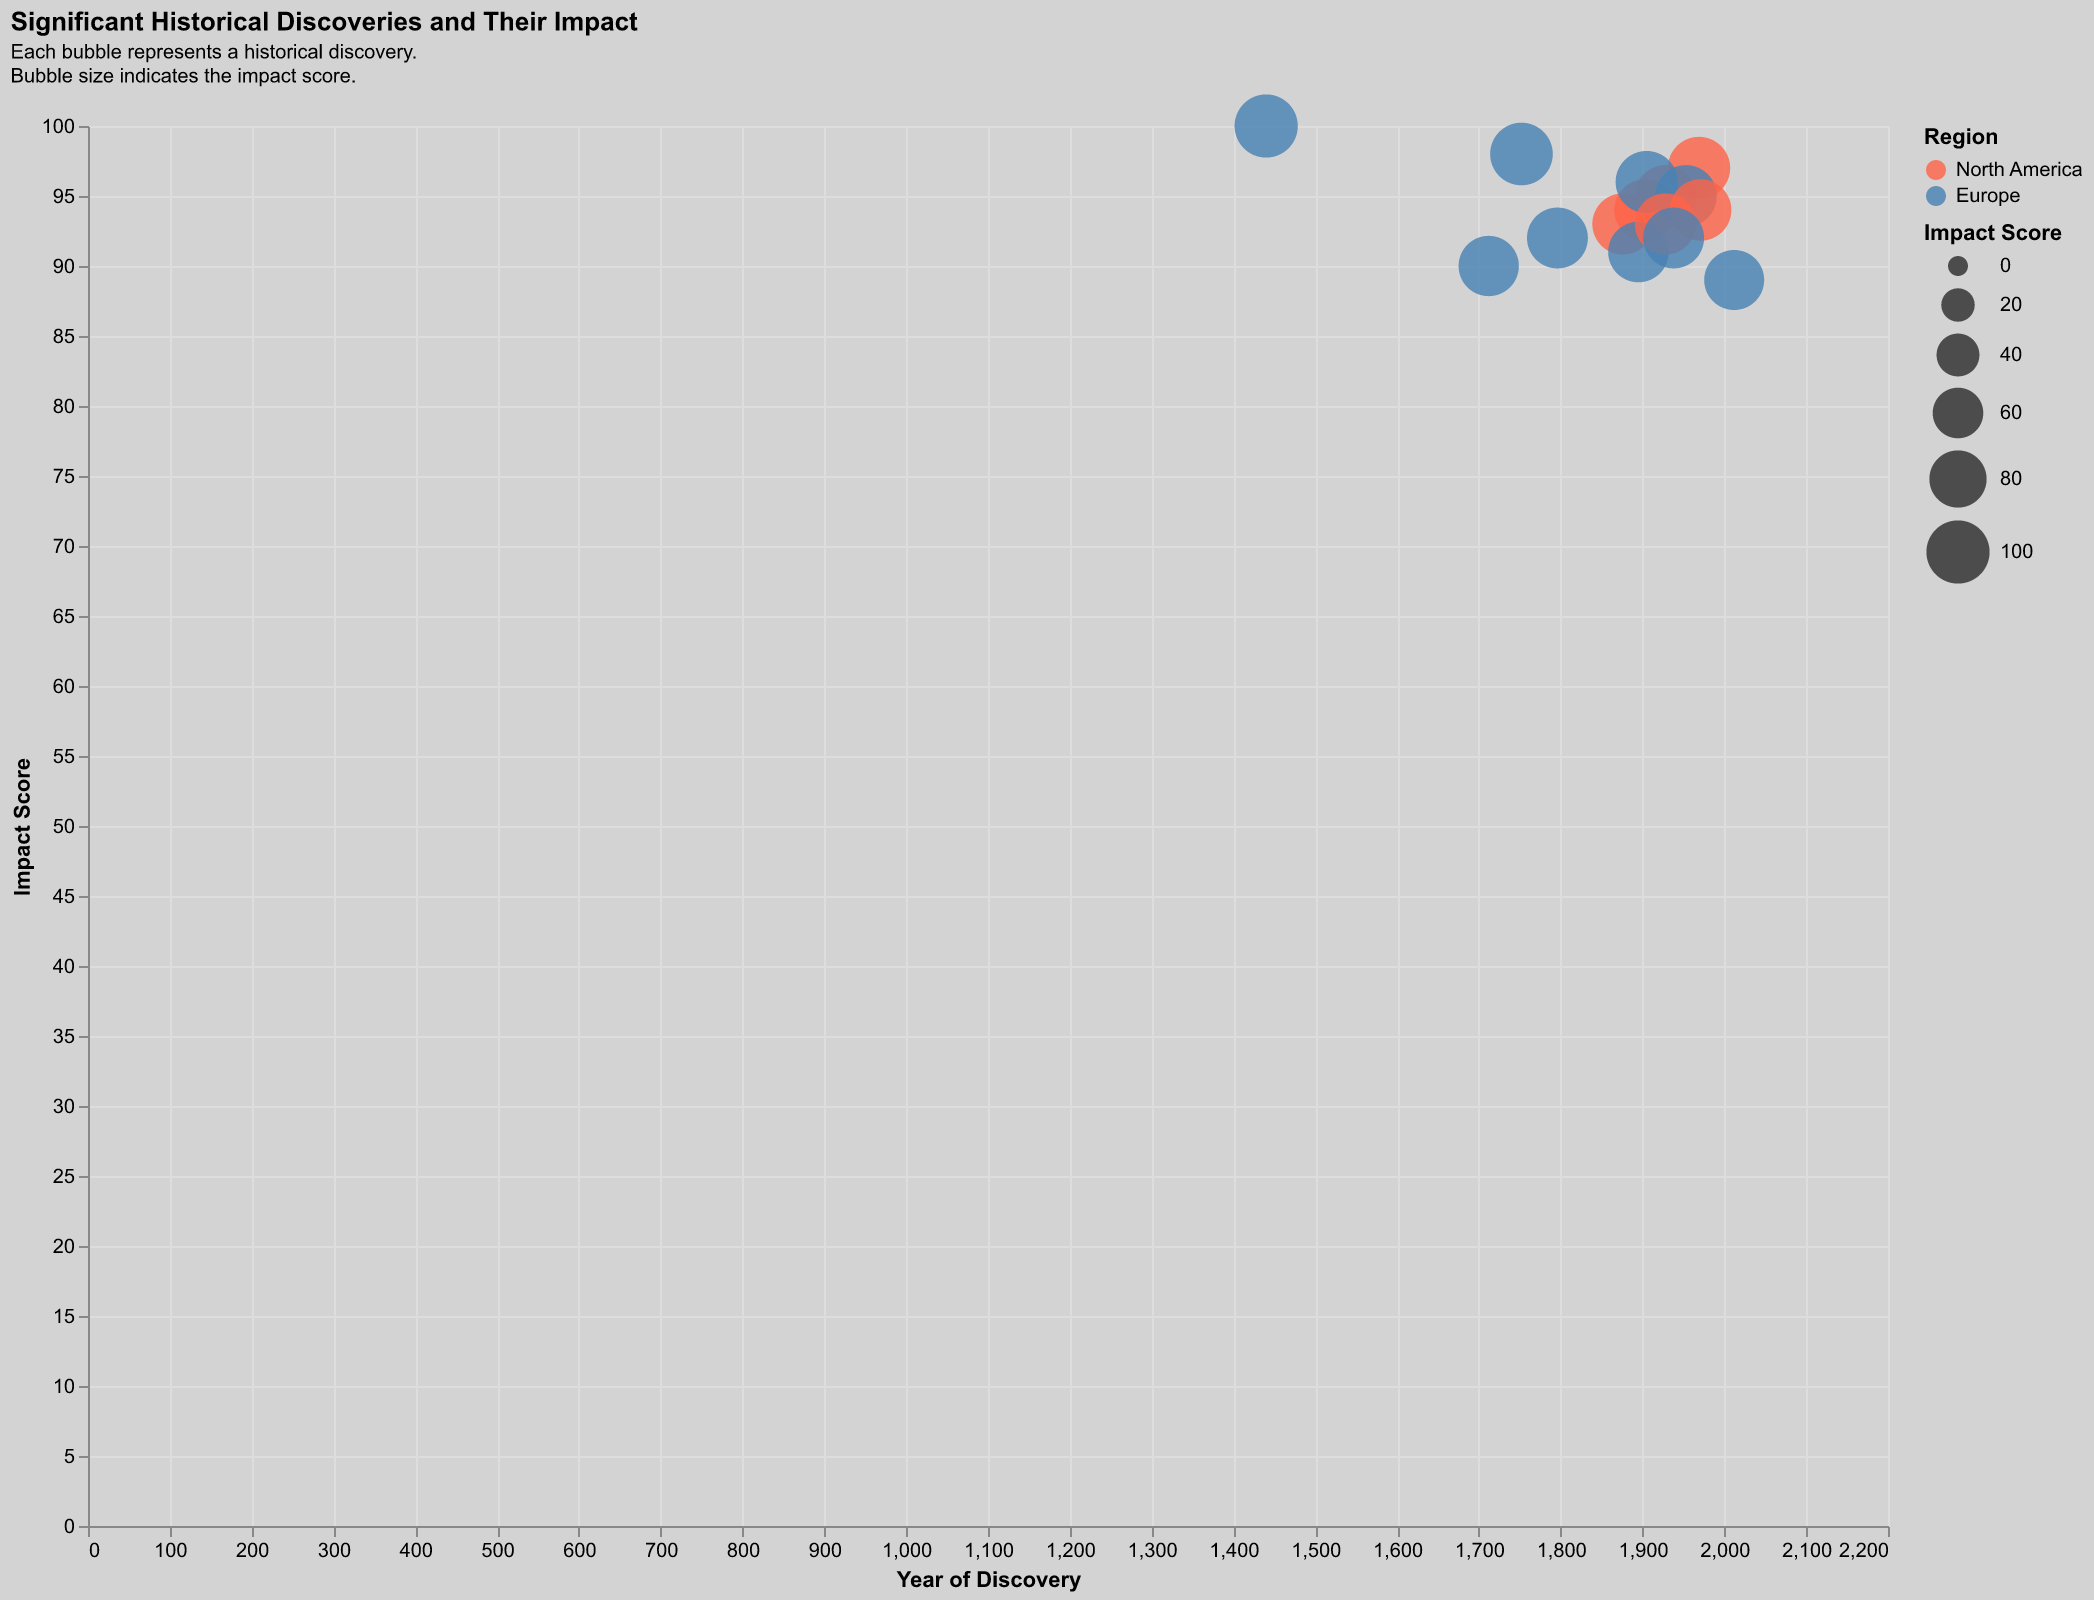 Significant Historical Discoveries and Their Impact
Each bubble represents a historical discovery.
Bubble size indicates the impact score.
Impact Score
100
95
90
85
80
75
70
65
60
55
50
45
40
35
30
25
20
15
10
5
0
0 100 200 300 400 500 600 700 800 900 1,000 1,100 1,200 1,300 1,400 1,500 1,600 1,700 1,800 1,900 2,000 2,100 2,200
Year of Discovery
Region
North America
Europe
Impact Score
0
20
40
60
80
100